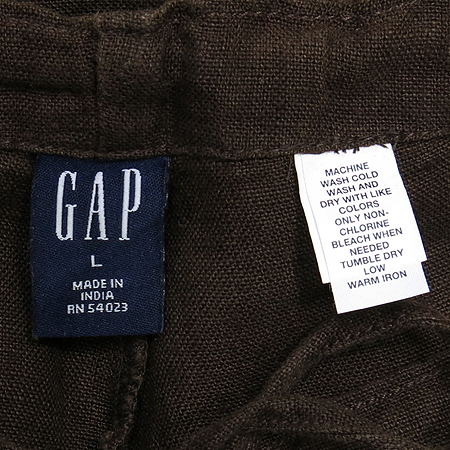 GAP
L
MADE IN
INDIA
RN 54023
MACHINE
WASH COLD
WASH AND
DRY WITH LIKE
COLORS
ONLY NON-
CHLORINE
BLEACH WHEN
NEEDED
TUMBLE DRY
LOW
WARM IRON